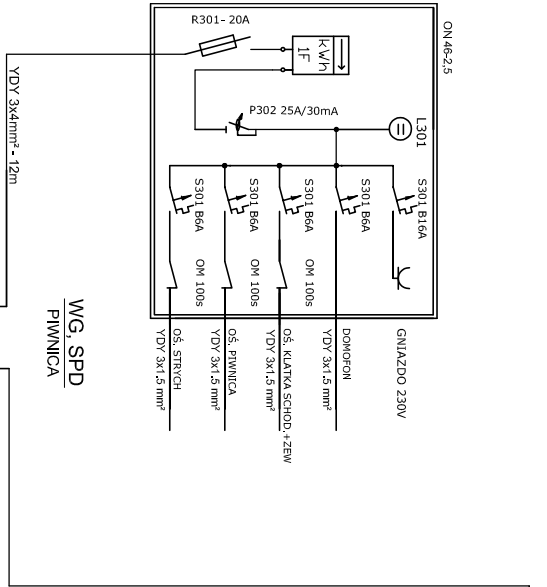 R301- 20A
kWh
1F
ON 46-2,5
P302 25A/30mA
L301
YDY 3x4mm² - 12m
S301 B6A
S301 B6A
S301 B6A
S301 B6A
S301 B16A
OM 100s
OM 100s
OM 100s
OŚ. STRYCH
YDY 3x1.5 mm²
OŚ. PIWNICA
YDY 3x1.5 mm²
OŚ. KLATKA SCHOD.+ZEW
YDY 3x1.5 mm²
DOMOFON
YDY 3x1.5 mm²
GNIAZDO 230V
WG, SPD
PIWNICA